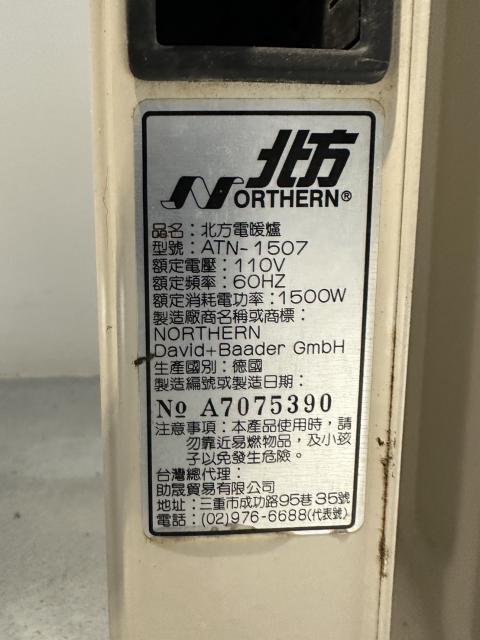 北方
NORTHERN®
品名：北方電暖爐
型號：ATN-1507
額定電壓：110V
額定頻率：60HZ
額定消耗電功率：1500W
製造廠商名稱或商標：
NORTHERN
David+Baader GmbH
生產國別：德國
製造編號或製造日期：
No A7075390
注意事項：本產品使用時，請
勿靠近易燃物品，及小孩
子以免發生危險。
台灣總代理：
助晟貿易有限公司
地址：三重市成功路95巷35號
電話：(02)976-6688(代表號)